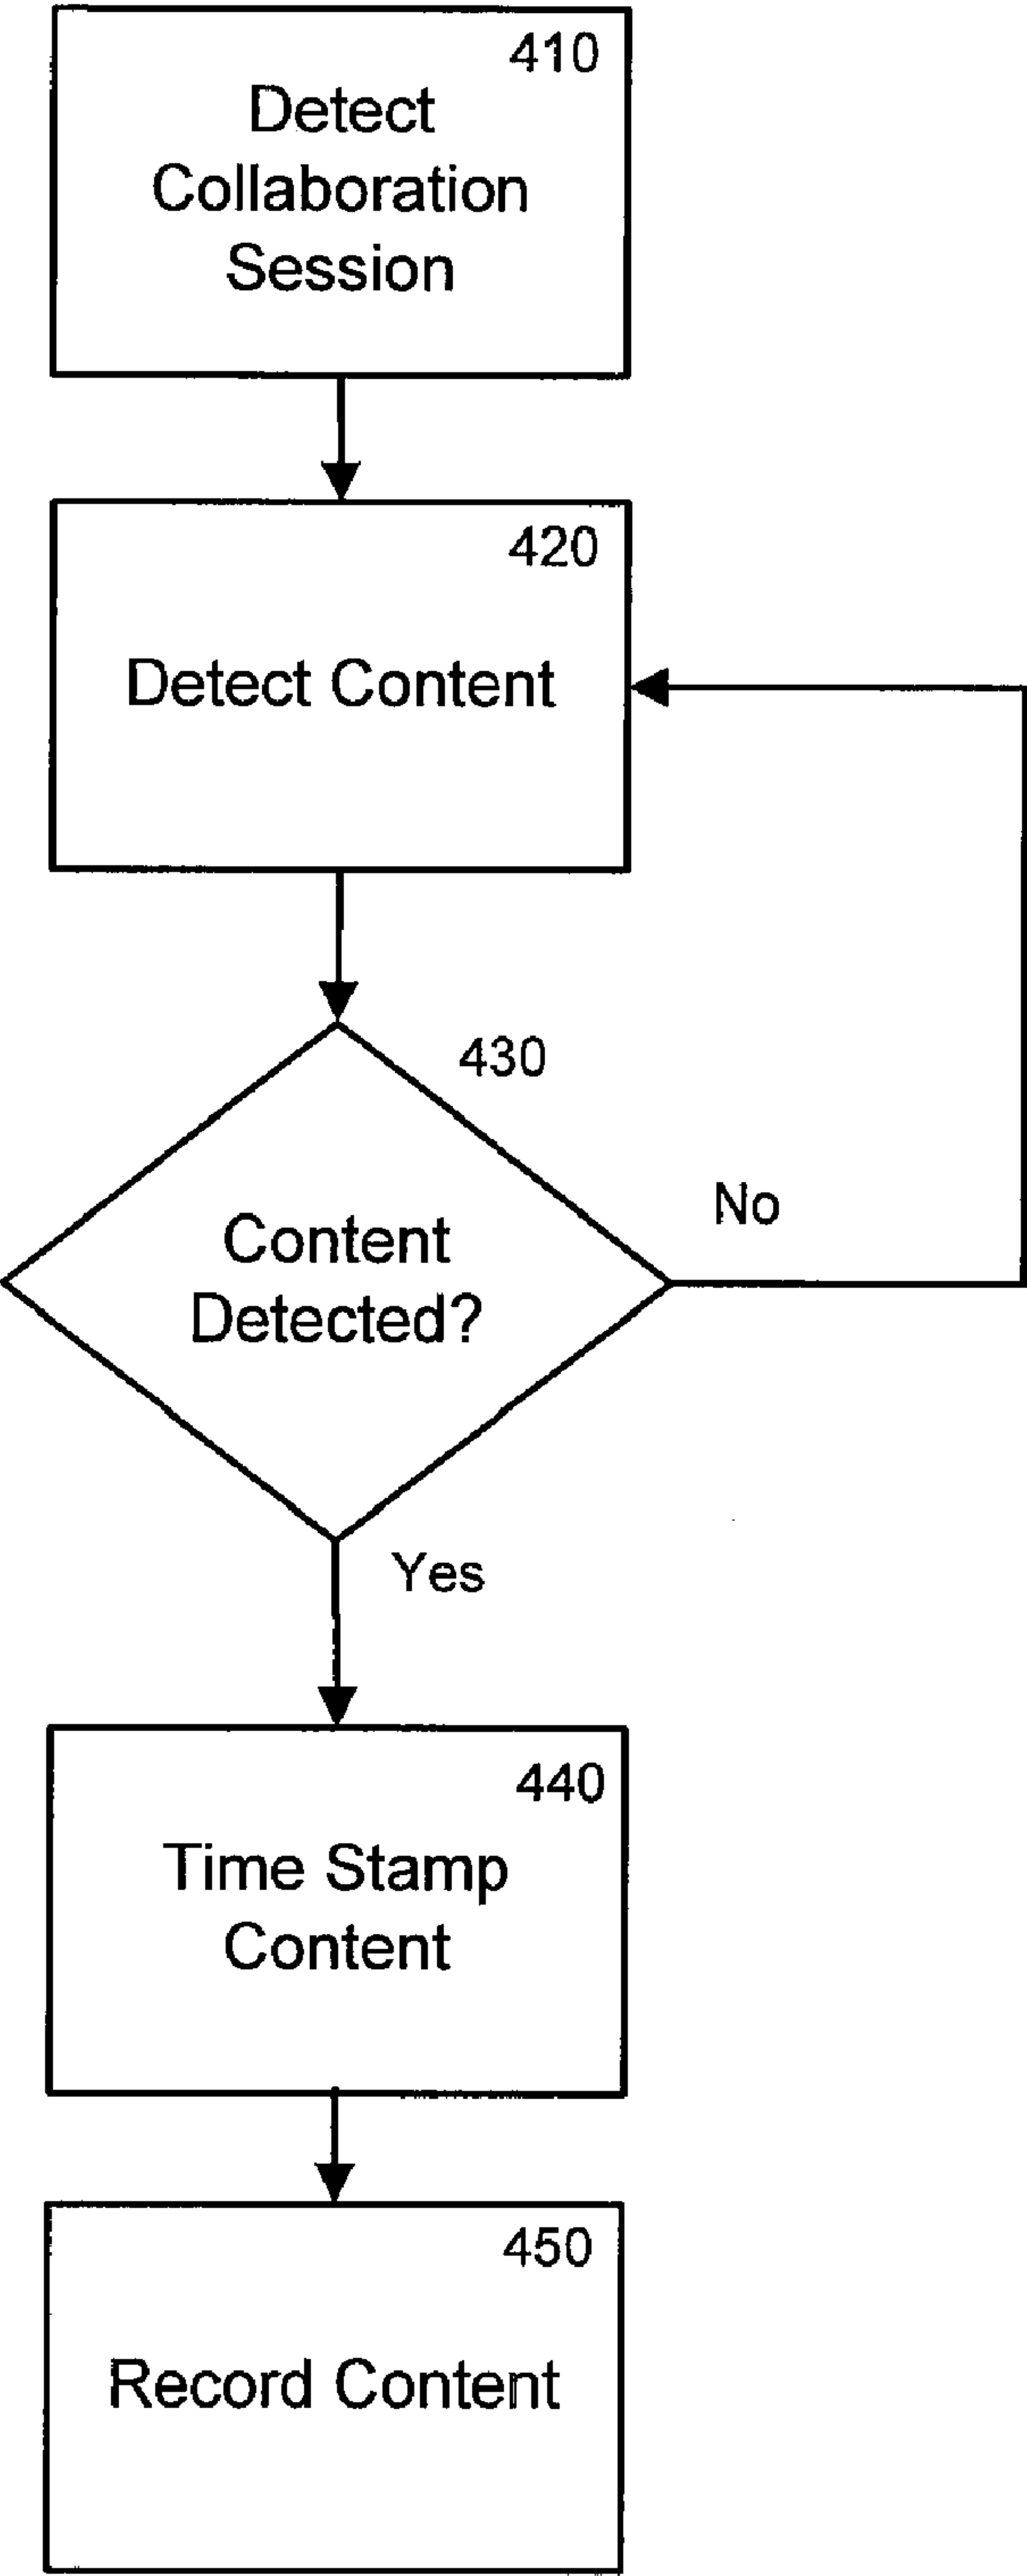 410
Detect
Collaboration
Session
420
Detect Content
430
Content
Detected?
No
Yes
440
Time Stamp
Content
450
Record Content